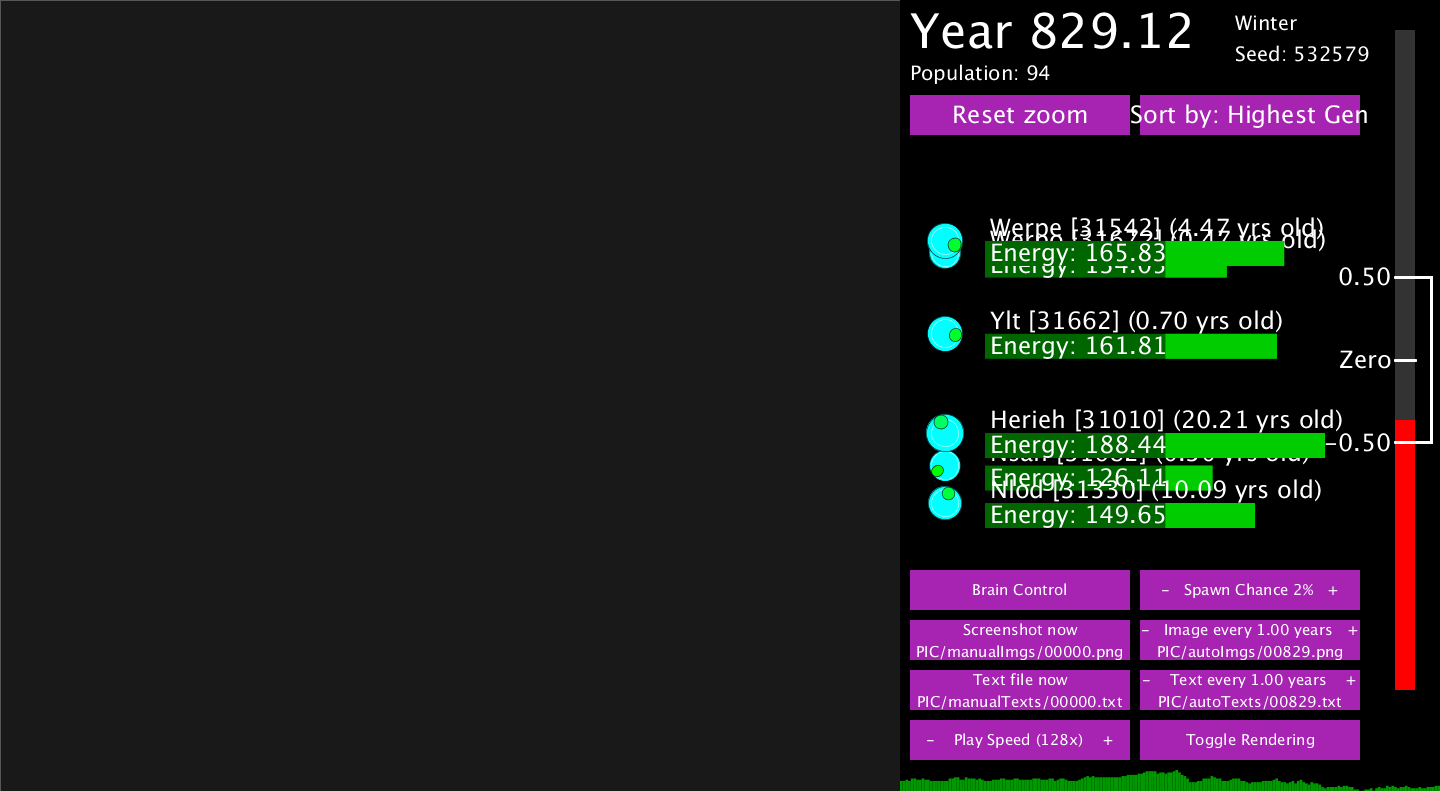 Year 829.12
Winter
Seed: 532579
Population: 94
Reset zoom
Sort by: Highest Gen
Werpe [31542] (4.47 yrs old)
Energy: 165.83
0.50
Ylt [31662] (0.70 yrs old)
Energy: 161.81
Zero
Herieh [31010] (20.21 yrs old)
Energy: 188.44
-0.50
Energy: 126.11
Nlod [31330] (10.09 yrs old)
Energy: 149.65
Brain Control
- Spawn Chance 2% +
Screenshot now
PIC/manualImgs/00000.png
- Image every 1.00 years +
PIC/autoImgs/00829.png
Text file now
PIC/manualTexts/00000.txt
- Text every 1.00 years +
PIC/autoTexts/00829.txt
- Play Speed (128x) +
Toggle Rendering